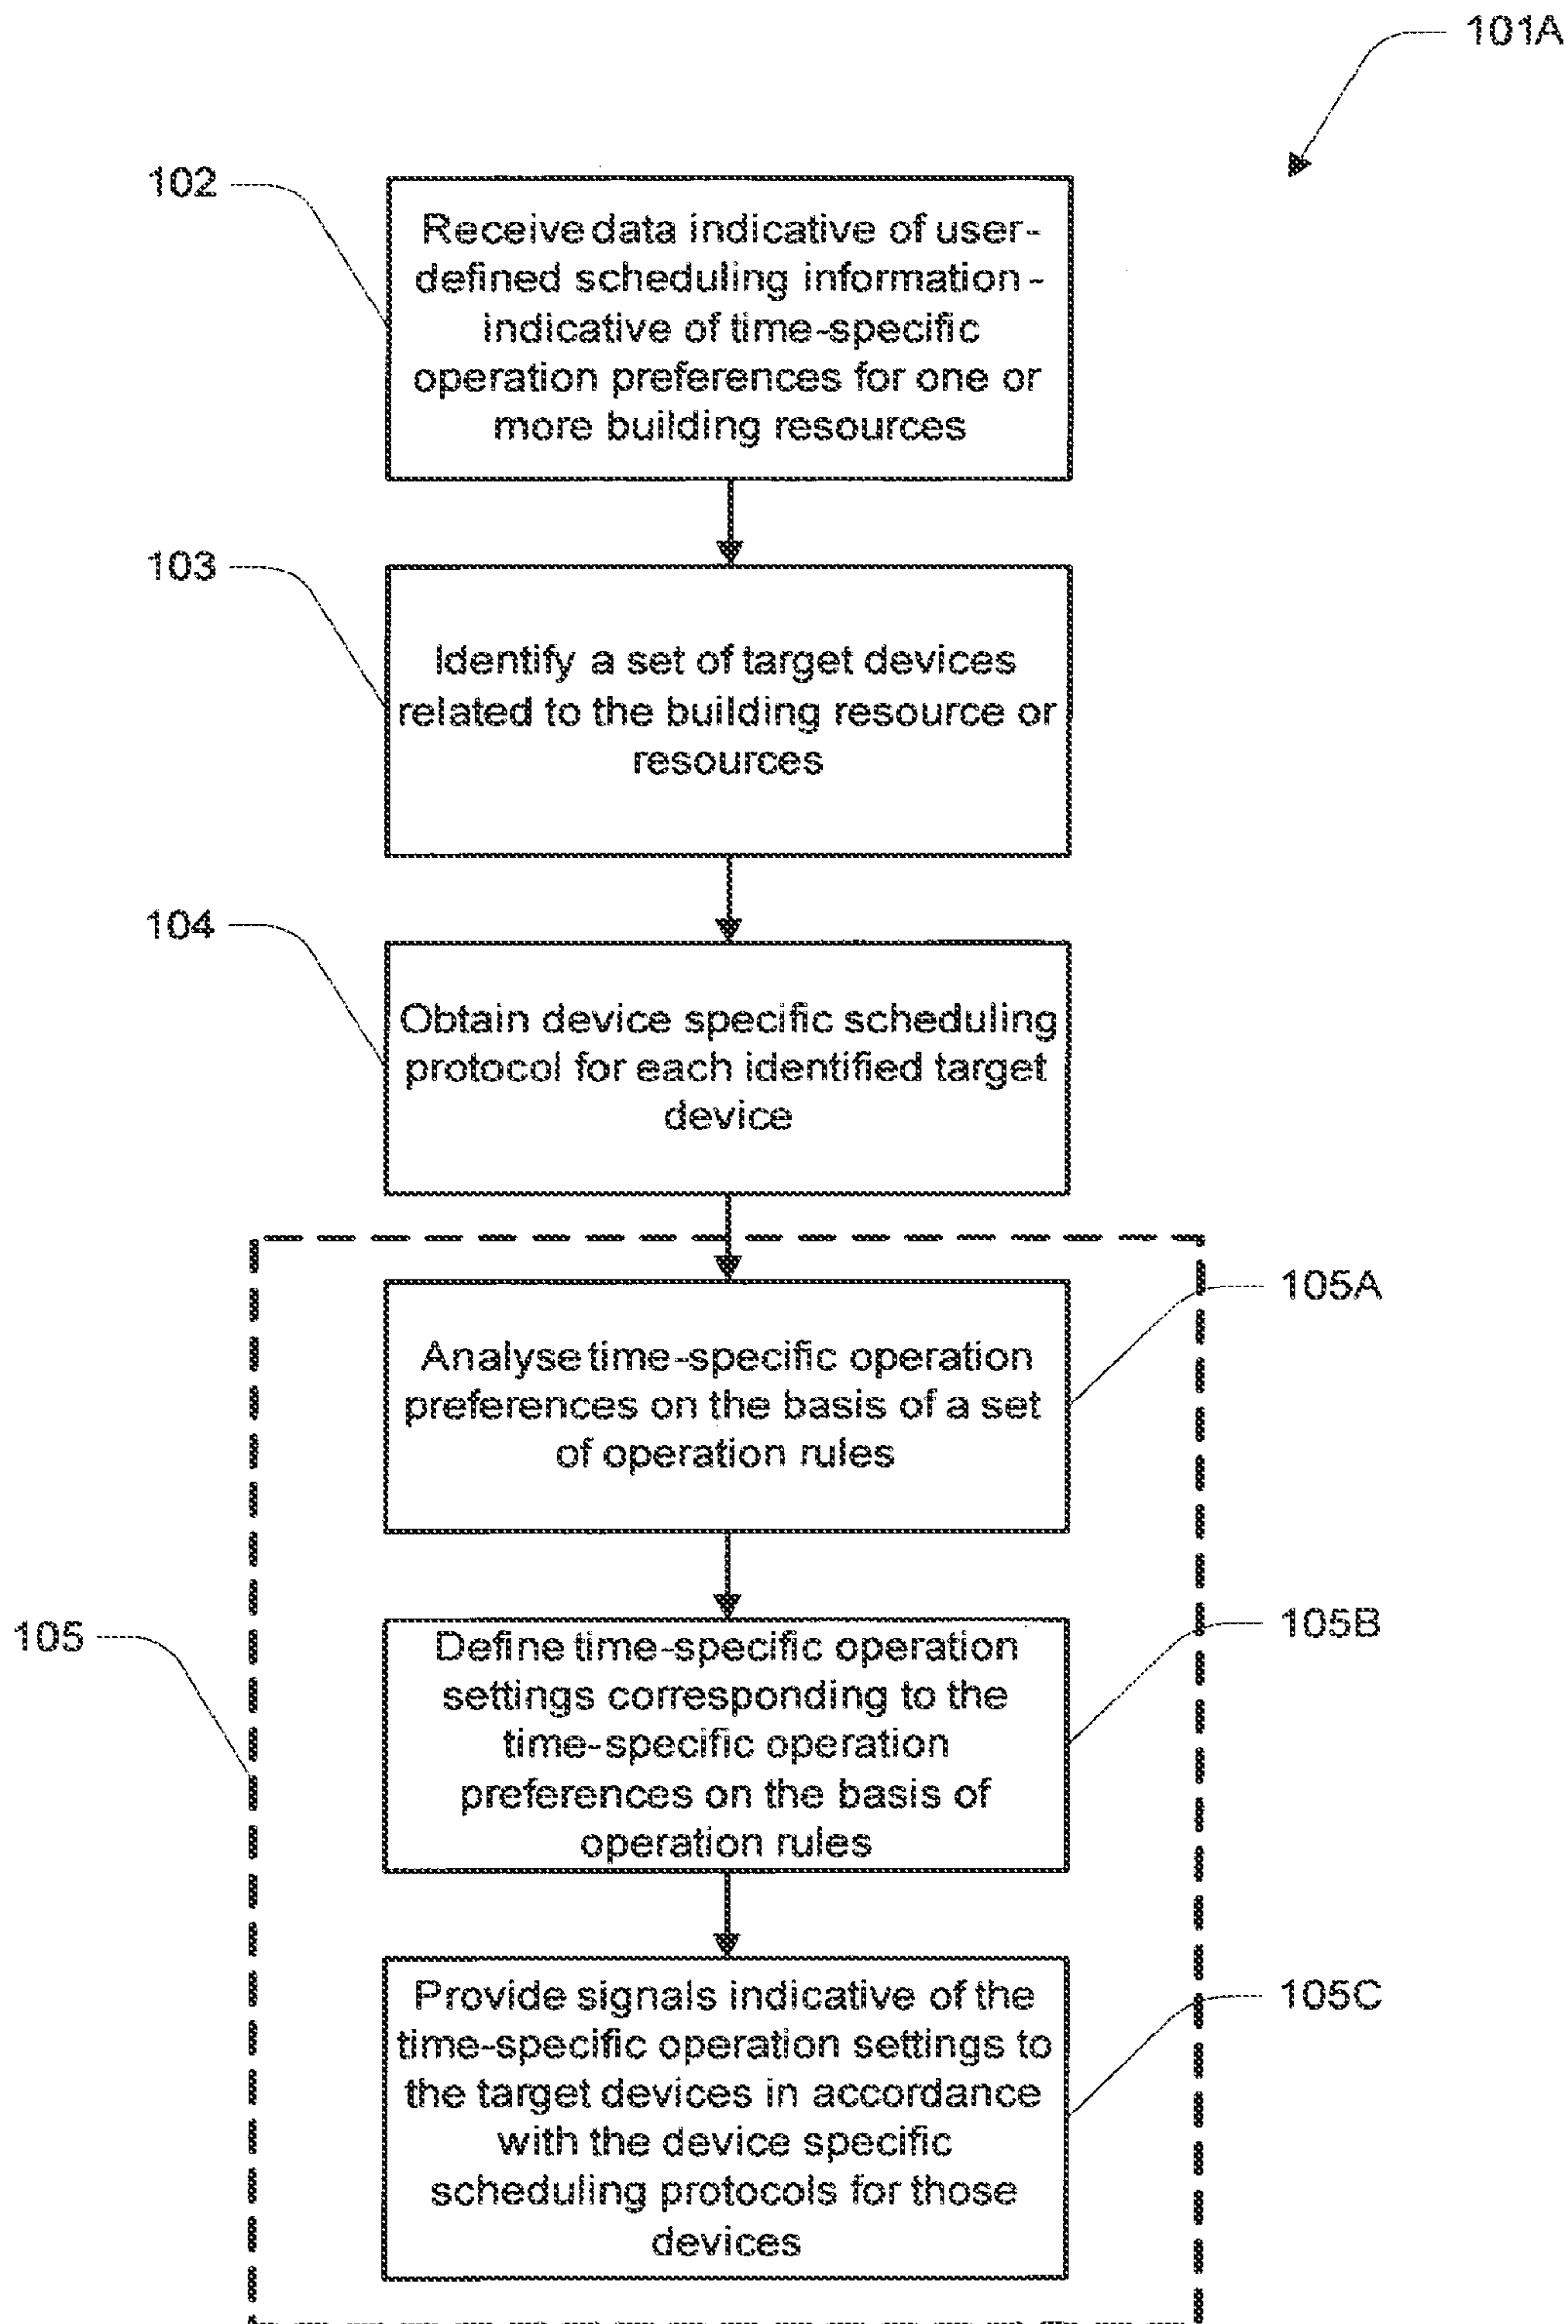 101A
102
Receive data indicative of user-
defined scheduling information -
indicative of time-specific
operation preferences for one or
more building resources
103
Identify a set of target devices
related to the building resource or
resources
104
Obtain device specific scheduling
protocol for each identified target
device
105A
Analyse time-specific operation
preferences on the basis of a set
of operation rules
105
105B
Define time-specific operation
settings corresponding to the
time-specific operation
preferences on the basis of
operation rules
105C
Provide signals indicative of the
time-specific operation settings to
the target devices in accordance
with the device specific
scheduling protocols for those
devices